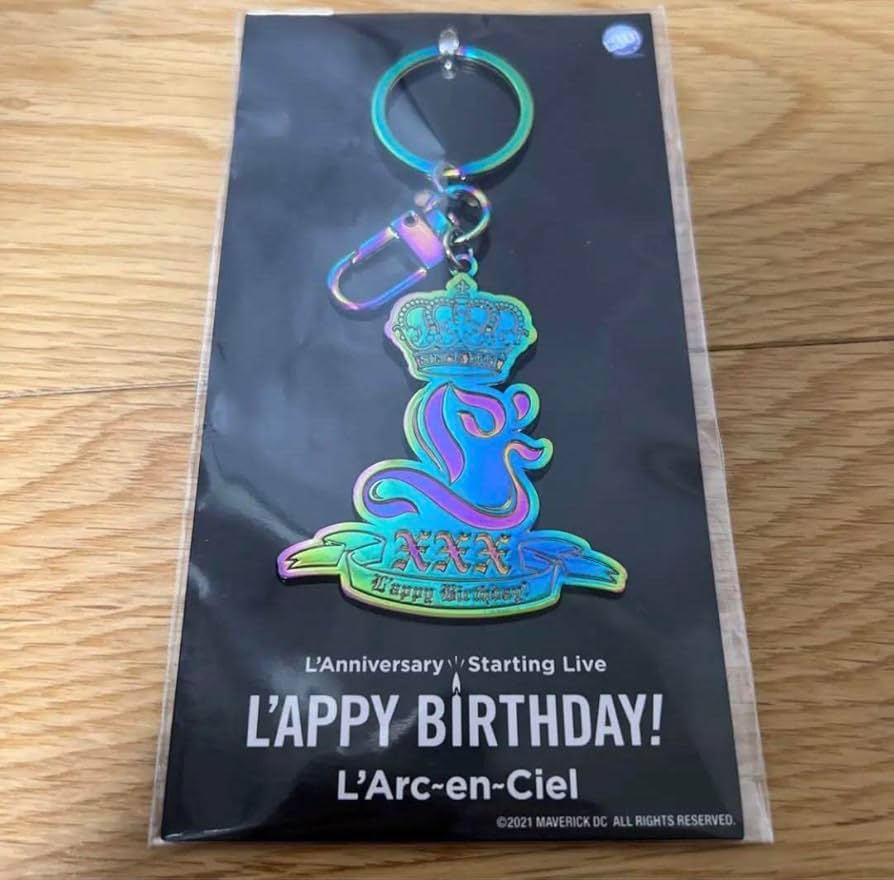 XXX
L'appy Birthday!
L'Anniversary Starting Live
L'APPY BIRTHDAY!
L'Arc~en~Ciel
©2021 MAVERICK DC ALL RIGHTS RESERVED.